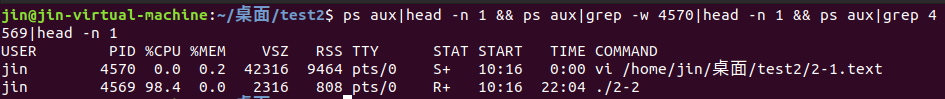 jin@jin-virtual-machine:~/桌面/test2$ ps aux|head -n 1 && ps aux|grep -w 4570|head -n 1 && ps aux|grep 4
569|head -n 1
USER         PID %CPU %MEM    VSZ   RSS TTY      STAT START   TIME COMMAND
jin         4570  0.0  0.2  42316  9464 pts/0    S+   10:16   0:00 vi /home/jin/桌面/test2/2-1.text
jin         4569 98.4  0.0   2316   808 pts/0    R+   10:16  22:04 ./2-2